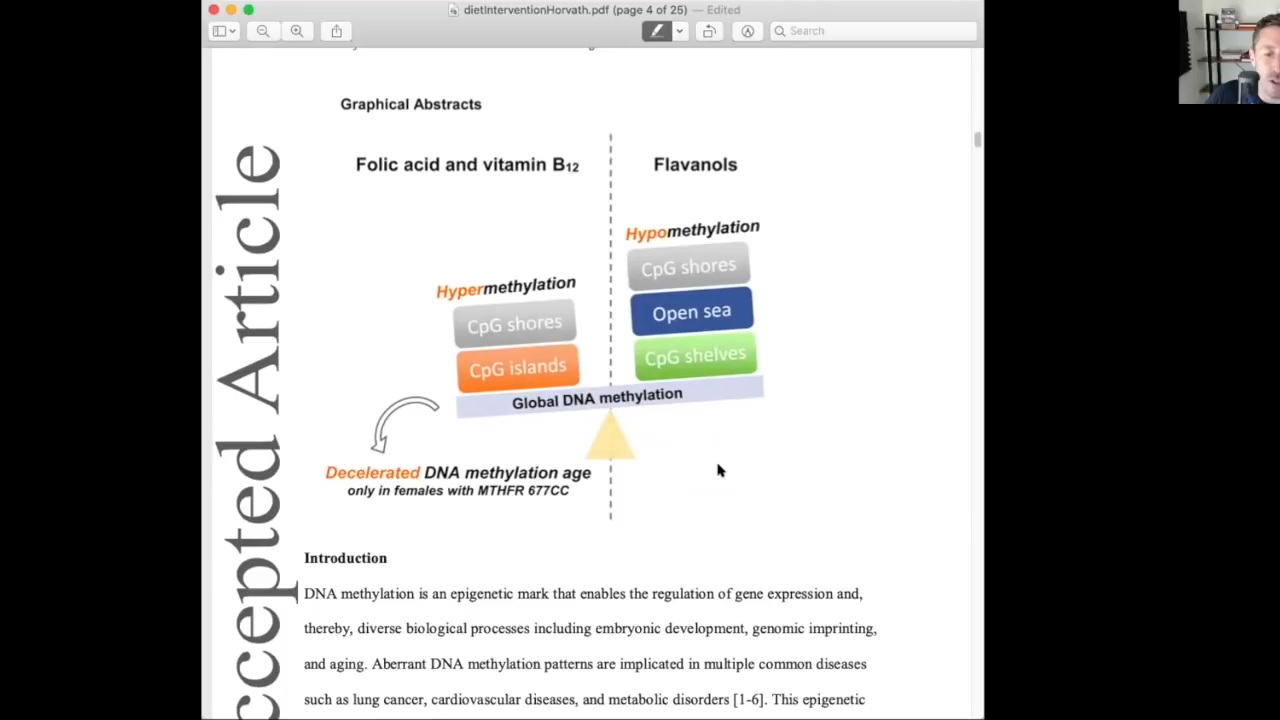 dietInterventionHorvath.pdf (page 4 of 25) — Edited
Search
Graphical Abstracts
Folic acid and vitamin B12
Flavanols
Hypomethylation
CpG shores
Open sea
CpG shelves
Hypermethylation
CpG shores
CpG islands
Global DNA methylation
Decelerated DNA methylation age
only in females with MTHFR 677CC
Introduction
DNA methylation is an epigenetic mark that enables the regulation of gene expression and,
thereby, diverse biological processes including embryonic development, genomic imprinting,
and aging. Aberrant DNA methylation patterns are implicated in multiple common diseases
such as lung cancer, cardiovascular diseases, and metabolic disorders [1-6]. This epigenetic
ccepted Article